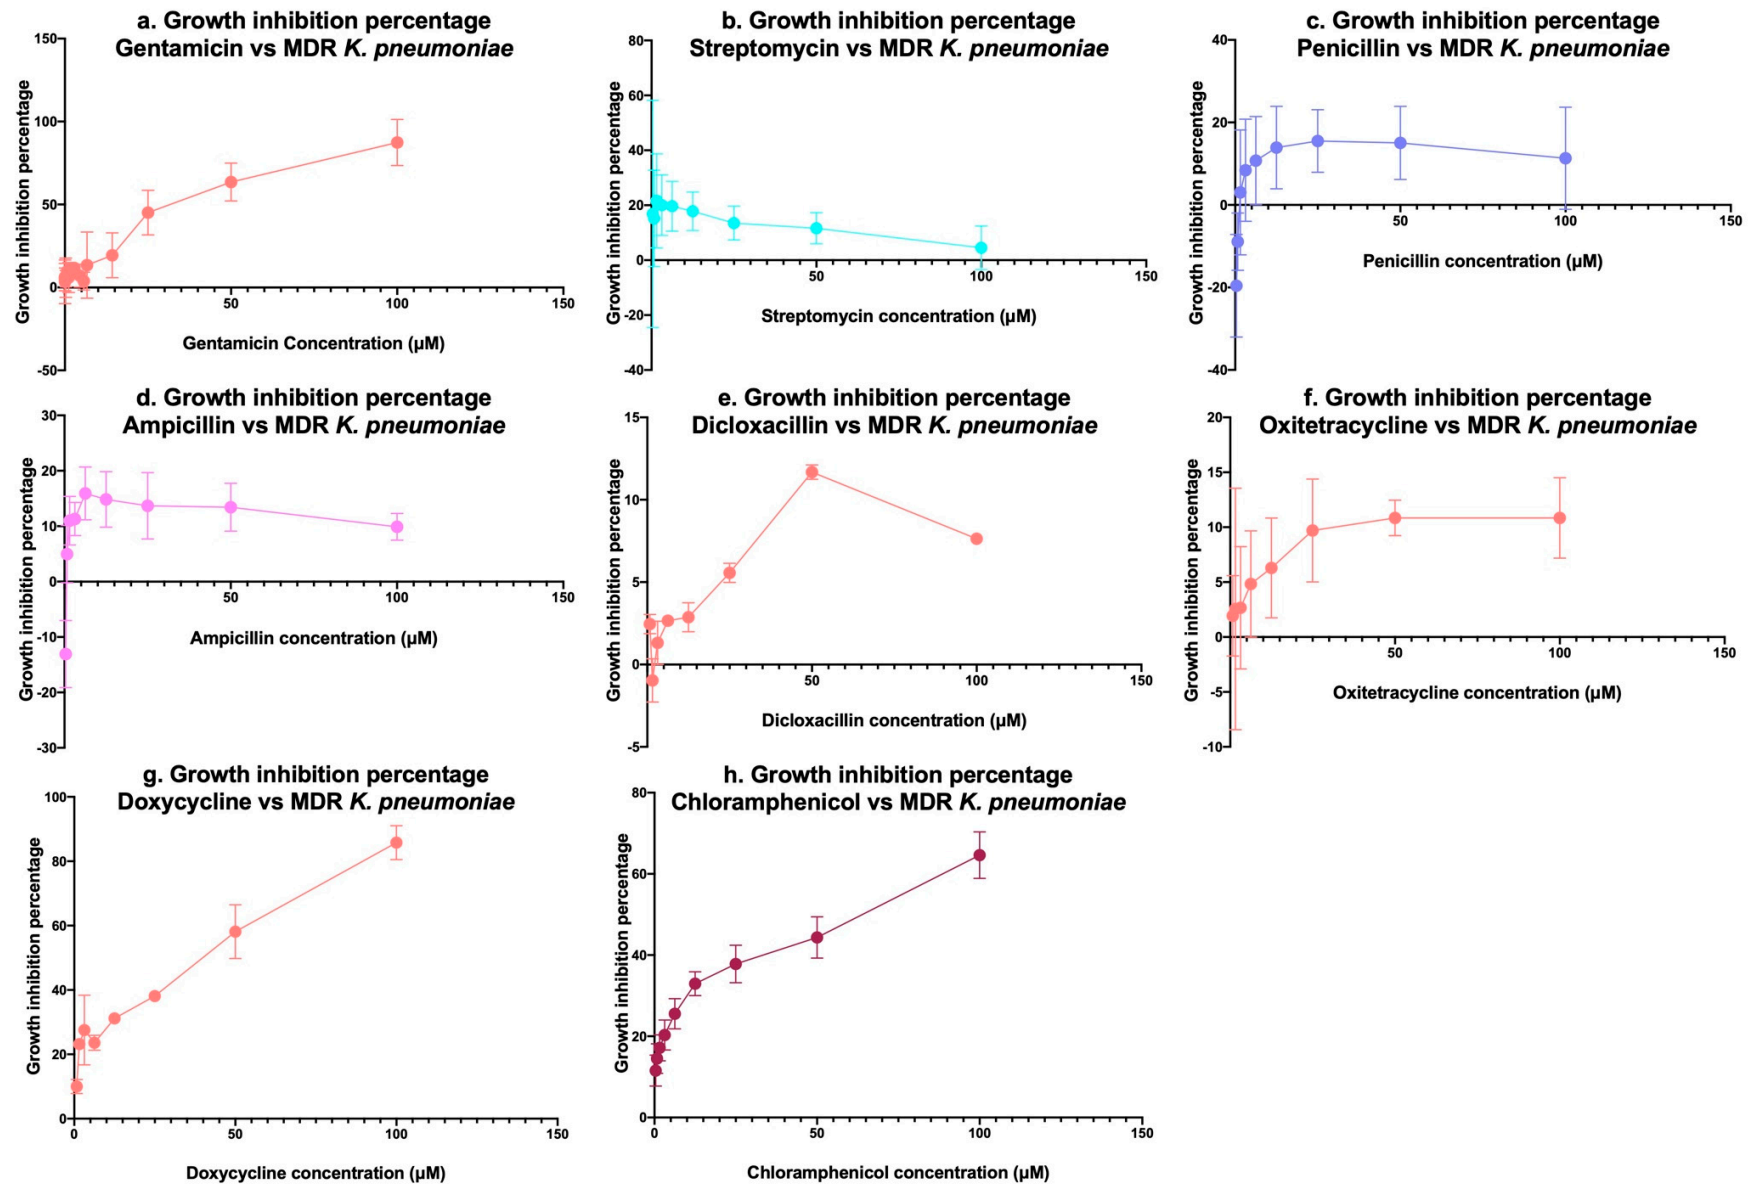 a. Growth inhibition percentage
Gentamicin vs MDR K. pneumoniae
Growth inhibition percentage
150
100
50
0
-50
50
100
150
Gentamicin Concentration (µM)
b. Growth inhibition percentage
Streptomycin vs MDR K. pneumoniae
Growth inhibition percentage
80
60
40
20
0
-20
-40
50
100
150
Streptomycin concentration (µM)
c. Growth inhibition percentage
Penicillin vs MDR K. pneumoniae
Growth inhibition percentage
40
20
0
-20
-40
50
100
150
Penicillin concentration (µM)
d. Growth inhibition percentage
Ampicillin vs MDR K. pneumoniae
Growth inhibition percentage
30
20
10
0
-10
-20
-30
50
100
150
Ampicillin concentration (µM)
e. Growth inhibition percentage
Dicloxacillin vs MDR K. pneumoniae
Growth inhibition percentage
15
10
5
0
-5
50
100
150
Dicloxacillin concentration (µM)
f. Growth inhibition percentage
Oxitetracycline vs MDR K. pneumoniae
Growth inhibition percentage
20
15
10
5
0
-5
-10
50
100
150
Oxitetracycline concentration (µM)
g. Growth inhibition percentage
Doxycycline vs MDR K. pneumoniae
Growth inhibition percentage
100
80
60
40
20
0
0
50
100
150
Doxycycline concentration (µM)
h. Growth inhibition percentage
Chloramphenicol vs MDR K. pneumoniae
Growth inhibition percentage
80
60
40
20
0
0
50
100
150
Chloramphenicol concentration (µM)